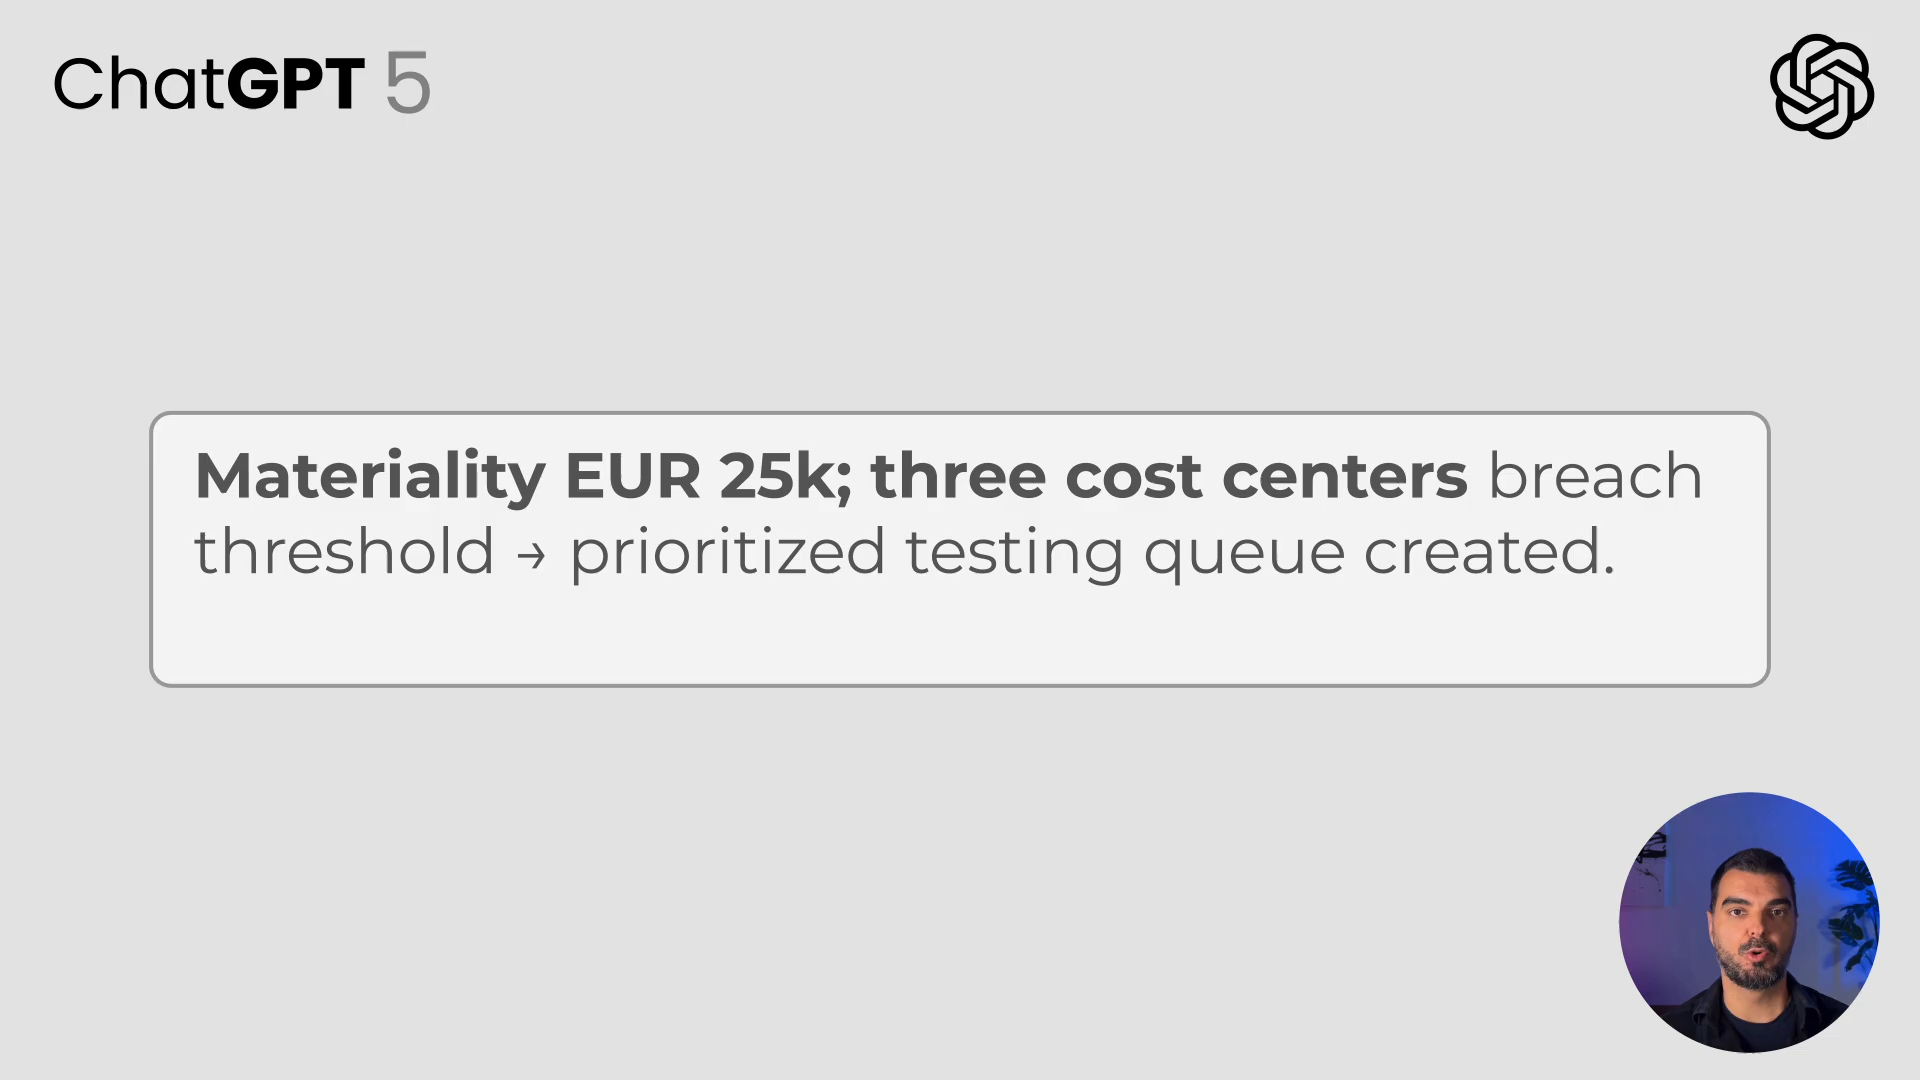 ChatGPT 5
Materiality EUR 25k; three cost centers breach
threshold → prioritized testing queue created.